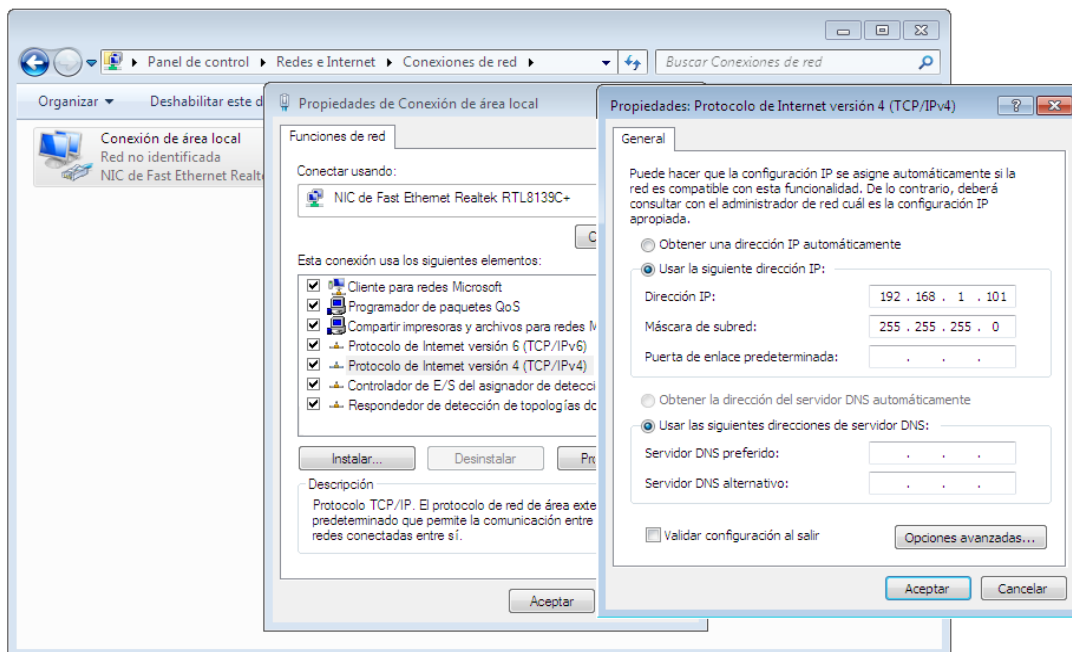 Panel de control
Redes e Internet
Conexiones de red
Buscar Conexiones de red
Organizar
Deshabilitar este d
Conexión de área local
Red no identificada
NIC de Fast Ethernet Realte
Propiedades de Conexión de área local
Funciones de red
Conectar usando:
NIC de Fast Ethernet Realtek RTL8139C+
C
Esta conexión usa los siguientes elementos:
Cliente para redes Microsoft
Programador de paquetes QoS
Compartir impresoras y archivos para redes M
Protocolo de Internet versión 6 (TCP/IPv6)
Protocolo de Internet versión 4 (TCP/IPv4)
Controlador de E/S del asignador de detecci
Respondedor de detección de topologías de
Instalar...
Desinstalar
Pro
Descripción
Protocolo TCP/IP. El protocolo de red de área exte
predeterminado que permite la comunicación entre
redes conectadas entre sí.
Aceptar
Propiedades: Protocolo de Internet versión 4 (TCP/IPv4)
General
Puede hacer que la configuración IP se asigne automáticamente si la
red es compatible con esta funcionalidad. De lo contrario, deberá
consultar con el administrador de red cuál es la configuración IP
apropiada.
Obtener una dirección IP automáticamente
Usar la siguiente dirección IP:
Dirección IP:
192 . 168 . 1 . 101
Máscara de subred:
255 . 255 . 255 . 0
Puerta de enlace predeterminada:
. . .
Obtener la dirección del servidor DNS automáticamente
Usar las siguientes direcciones de servidor DNS:
Servidor DNS preferido:
. . .
Servidor DNS alternativo:
. . .
Validar configuración al salir
Opciones avanzadas...
Aceptar
Cancelar